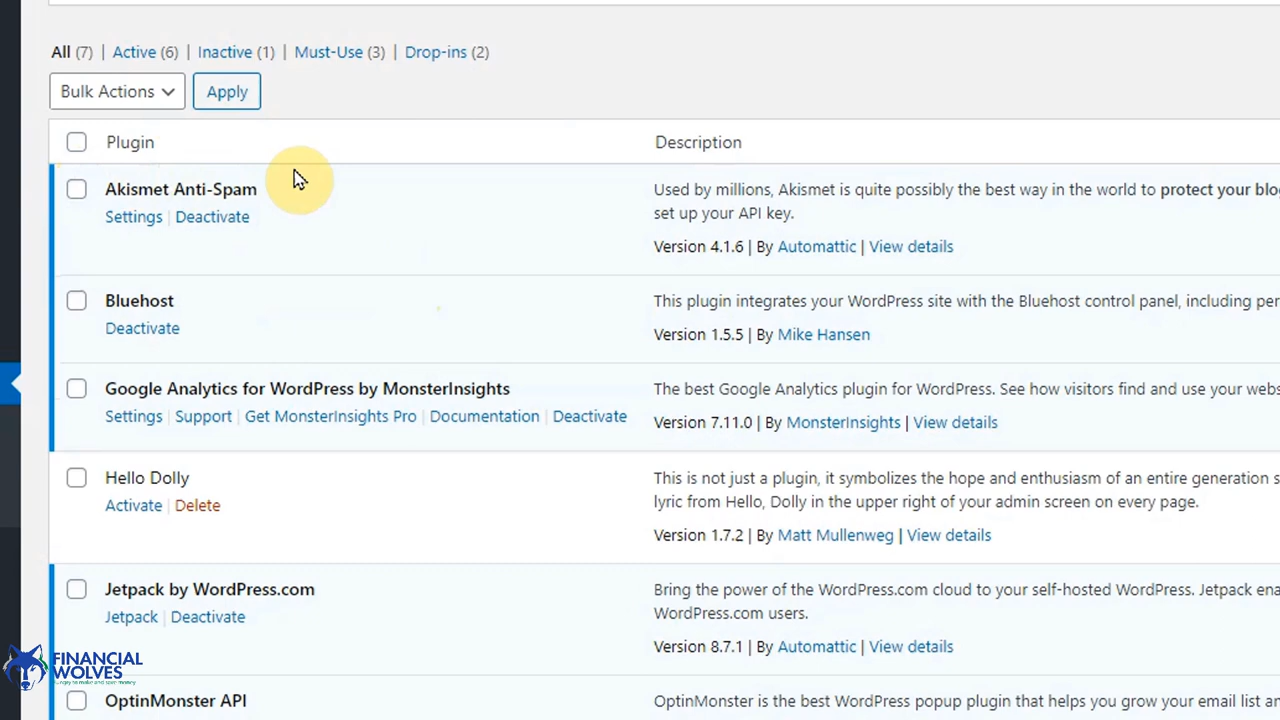 All (7) | Active (6) | Inactive (1) | Must-Use (3) | Drop-ins (2)
Bulk Actions Apply
Plugin Description
Akismet Anti-Spam
Settings | Deactivate
Used by millions, Akismet is quite possibly the best way in the world to protect your blo
set up your API key.
Version 4.1.6 | By Automattic | View details
Bluehost
Deactivate
This plugin integrates your WordPress site with the Bluehost control panel, including per
Version 1.5.5 | By Mike Hansen
Google Analytics for WordPress by MonsterInsights
Settings | Support | Get MonsterInsights Pro | Documentation | Deactivate
The best Google Analytics plugin for WordPress. See how visitors find and use your webs
Version 7.11.0 | By MonsterInsights | View details
Hello Dolly
Activate | Delete
This is not just a plugin, it symbolizes the hope and enthusiasm of an entire generation s
lyric from Hello, Dolly in the upper right of your admin screen on every page.
Version 1.7.2 | By Matt Mullenweg | View details
Jetpack by WordPress.com
Jetpack | Deactivate
Bring the power of the WordPress.com cloud to your self-hosted WordPress. Jetpack ena
WordPress.com users.
Version 8.7.1 | By Automattic | View details
OptinMonster API
OptinMonster is the best WordPress popup plugin that helps you grow your email list an
FINANCIAL
WOLVES